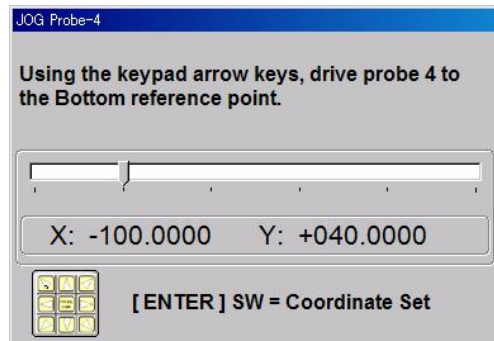 JOG Probe-4
Using the keypad arrow keys, drive probe 4 to
the Bottom reference point.
X: -100.0000 Y: +040.0000
[ ENTER ] SW = Coordinate Set